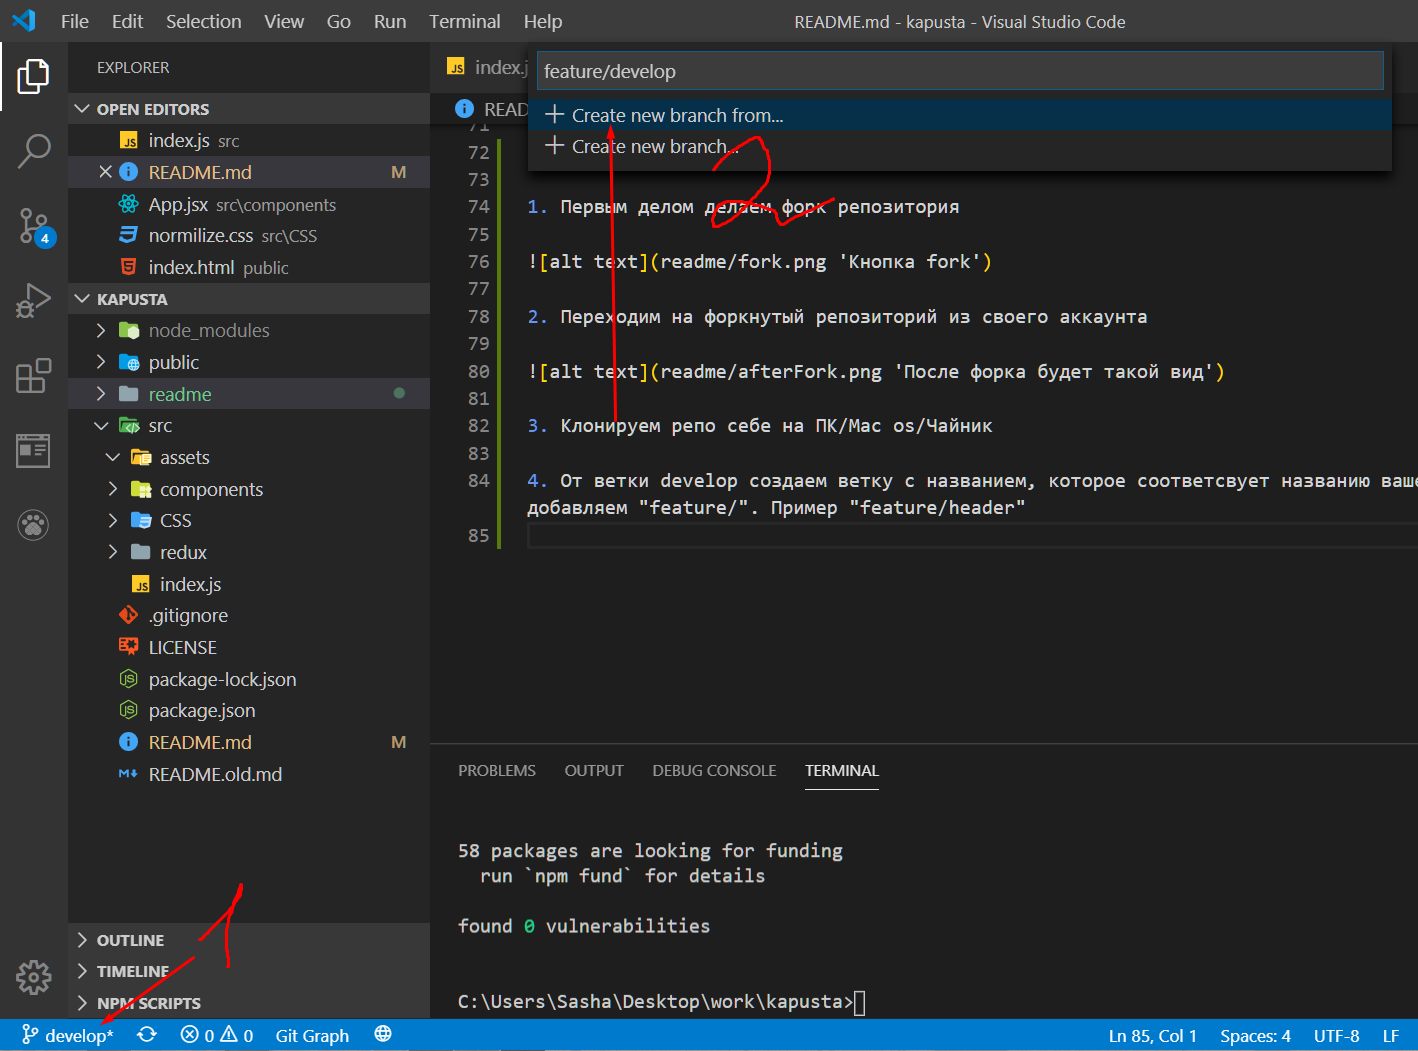 File Edit Selection View Go Run Terminal Help
README.md - kapusta - Visual Studio Code
EXPLORER
OPEN EDITORS
index.js src
README.md M
App.jsx src\components
normilize.css src\CSS
index.html public
4
KAPUSTA
node_modules
public
readme
src
assets
components
CSS
redux
index.js
.gitignore
LICENSE
package-lock.json
package.json
README.md M
README.old.md
OUTLINE
TIMELINE
NPM SCRIPTS
1
index.j
feature/develop
READ
Create new branch from...
Create new branch...
2
71
72
73
74 1. Первым делом делаем форк репозитория
75
76 ![alt text](readme/fork.png 'Кнопка fork')
77
78 2. Переходим на форкнутый репозиторий из своего аккаунта
79
80 ![alt text](readme/afterFork.png 'После форка будет такой вид')
81
82 3. Клонируем репо себе на ПК/Mac os/Чайник
83
84 4. От ветки develop создаем ветку с названием, которое соответсвует названию ваше
добавляем "feature/". Пример "feature/header"
85
PROBLEMS OUTPUT DEBUG CONSOLE TERMINAL
58 packages are looking for funding
run `npm fund` for details
found 0 vulnerabilities
C:\Users\Sasha\Desktop\work\kapusta>
develop* 0 0 Git Graph Ln 85, Col 1 Spaces: 4 UTF-8 LF